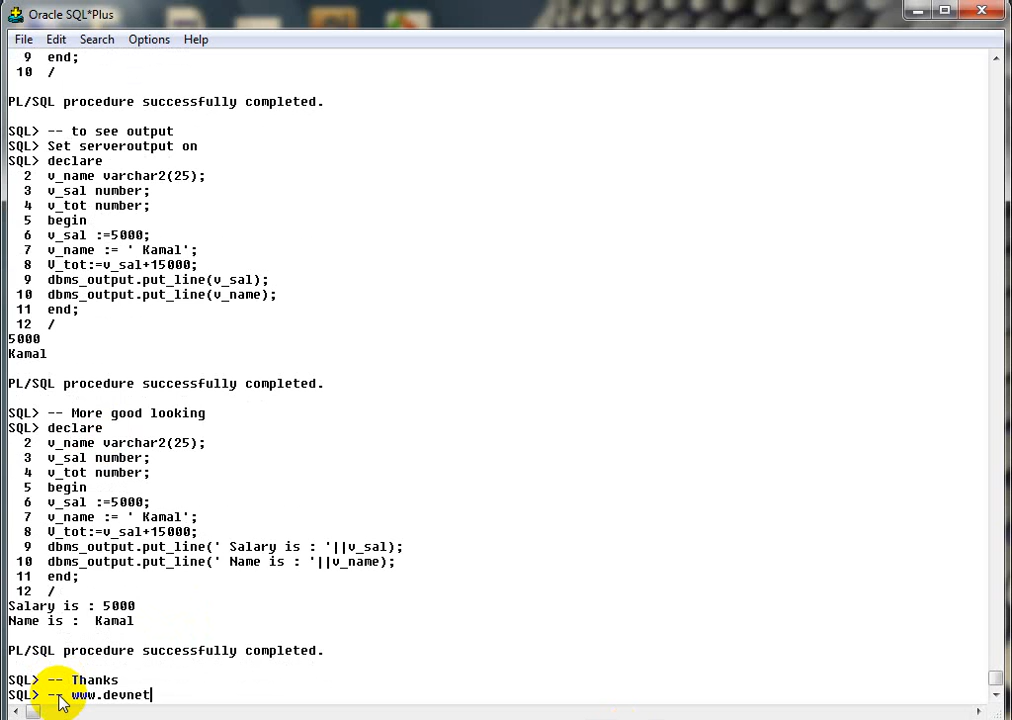 Oracle SQL*Plus
File Edit Search Options Help
9 end;
10 /
PL/SQL procedure successfully completed.
SQL> -- to see output
SQL> Set serveroutput on
SQL> declare
2 v_name varchar2(25);
3 v_sal number;
4 v_tot number;
5 begin
6 v_sal :=5000;
7 v_name := ' Kamal';
8 V_tot:=v_sal+15000;
9 dbms_output.put_line(v_sal);
10 dbms_output.put_line(v_name);
11 end;
12 /
5000
Kamal
PL/SQL procedure successfully completed.
SQL> -- More good looking
SQL> declare
2 v_name varchar2(25);
3 v_sal number;
4 v_tot number;
5 begin
6 v_sal :=5000;
7 v_name := ' Kamal';
8 V_tot:=v_sal+15000;
9 dbms_output.put_line(' Salary is : '||v_sal);
10 dbms_output.put_line(' Name is : '||v_name);
11 end;
12 /
Salary is : 5000
Name is :  Kamal
PL/SQL procedure successfully completed.
SQL> -- Thanks
SQL> -- www.devnet